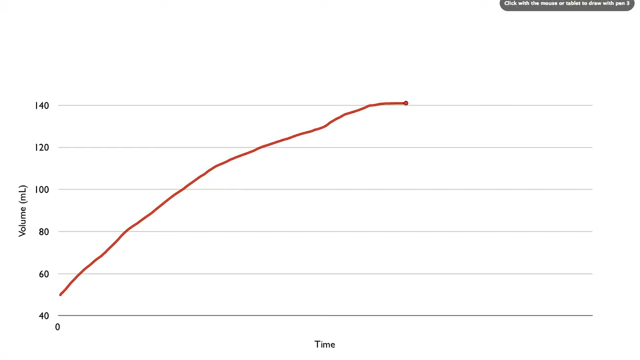 Click with the mouse or tablet to draw with pen 3
140
120
100
80
60
40
Volume (mL)
0
Time